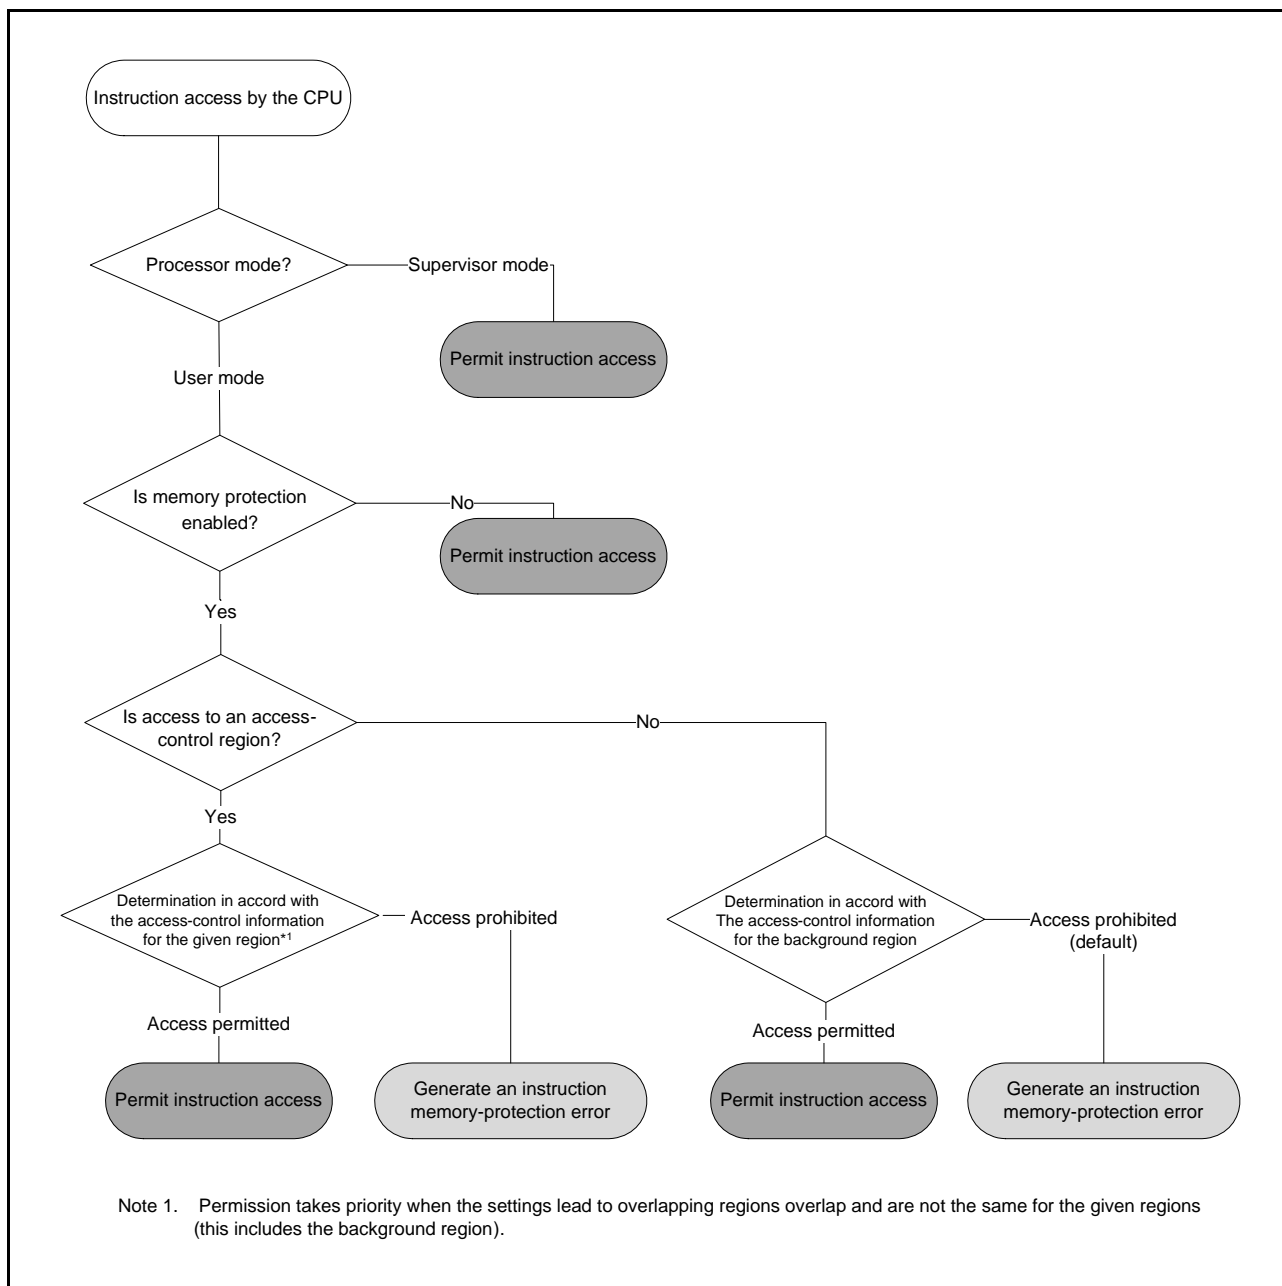 Instruction access by the CPU
Processor mode?
Supervisor mode
Permit instruction access
User mode
Is memory protection
enabled?
No
Permit instruction access
Yes
Is access to an access-
control region?
No
Yes
Determination in accord with
the access-control information
for the given region*1
Access prohibited
Determination in accord with
The access-control information
for the background region
Access prohibited
(default)
Access permitted
Access permitted
Permit instruction access
Generate an instruction
memory-protection error
Permit instruction access
Generate an instruction
memory-protection error
Note 1. Permission takes priority when the settings lead to overlapping regions overlap and are not the same for the given regions
(this includes the background region).